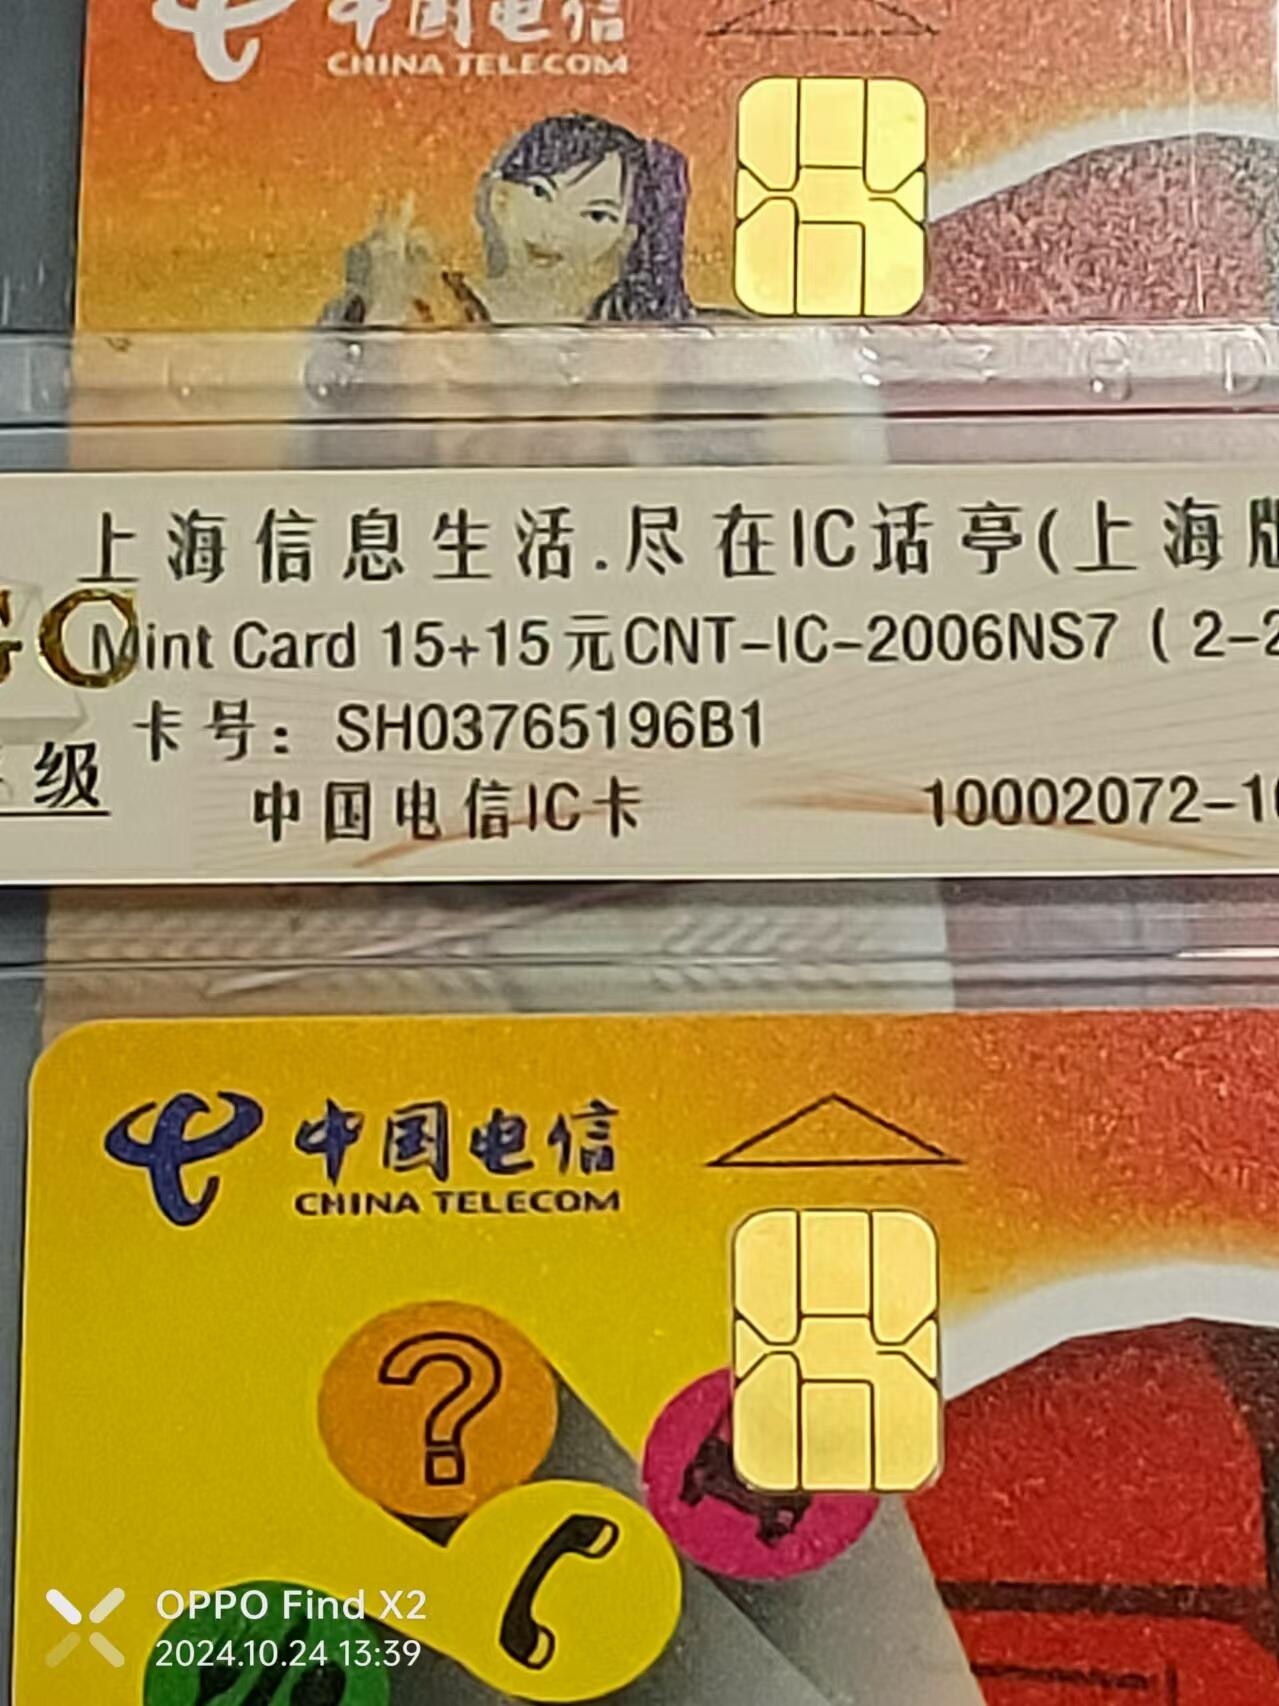 中国电信
CHINA TELECOM
上海信息生活.尽在IC话亭(上海版
GC
Mint Card 15+15元CNT-IC-2006NS7 (2-2
卡号: SH03765196B1
级
中国电信IC卡 10002072-10
中国电信
CHINA TELECOM
?
OPPO Find X2
2024.10.24 13:39